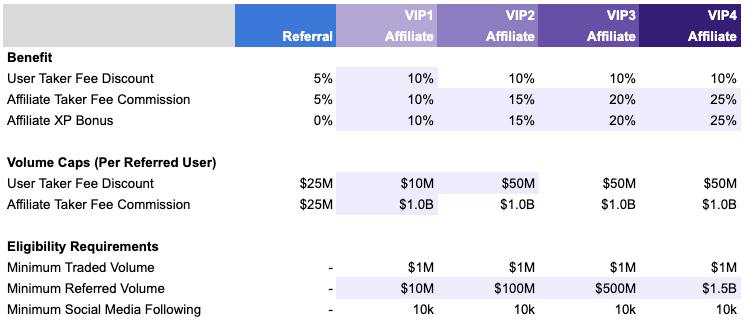 VIP1 VIP2 VIP3 VIP4
Referral Affiliate Affiliate Affiliate Affiliate
Benefit
User Taker Fee Discount 5% 10% 10% 10% 10%
Affiliate Taker Fee Commission 5% 10% 15% 20% 25%
Affiliate XP Bonus 0% 10% 15% 20% 25%
Volume Caps (Per Referred User)
User Taker Fee Discount $25M $10M $50M $50M $50M
Affiliate Taker Fee Commission $25M $1.0B $1.0B $1.0B $1.0B
Eligibility Requirements
Minimum Traded Volume - $1M $1M $1M $1M
Minimum Referred Volume - $10M $100M $500M $1.5B
Minimum Social Media Following - 10k 10k 10k 10k